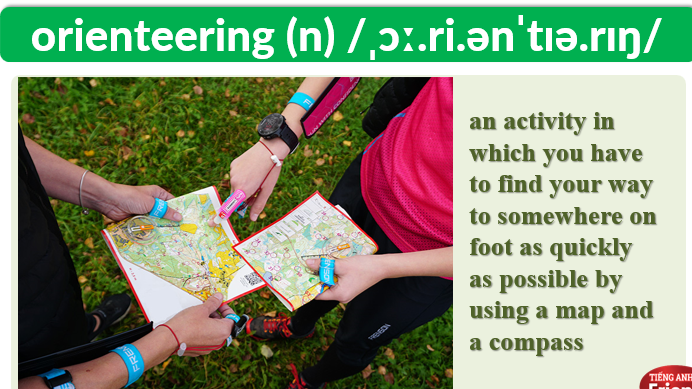 orienteering (n) /ˌɔː.ri.ənˈtɪə.rɪŋ/
an activity in
which you have
to find your way
to somewhere on
foot as quickly
as possible by
using a map and
a compass
TIẾNG ANH